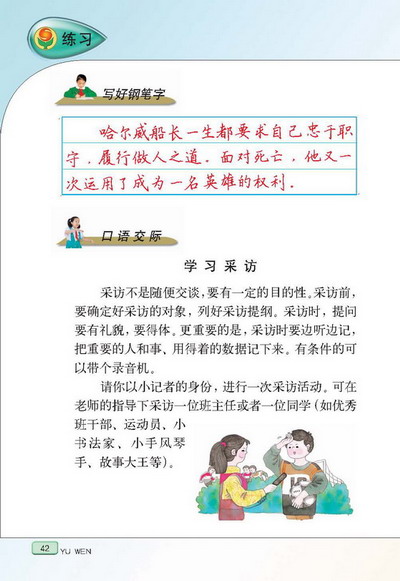 练习
写好钢笔字
哈尔威船长一生都要求自己忠于职
守，履行做人之道。面对死亡，他又一
次运用了成为一名英雄的权利。
口语交际
学习采访
采访不是随便交谈，要有一定的目的性。采访前，
要确定好采访的对象，列好采访提纲。采访时，提问
要有礼貌，要得体。更重要的是，采访时要边听边记，
把重要的人和事、用得着的数据记下来。有条件的可
以带个录音机。
请你以小记者的身份，进行一次采访活动。可在
老师的指导下采访一位班主任或者一位同学（如优秀
班干部、运动员、小
书法家、小手风琴
手、故事大王等）。
42
YU WEN